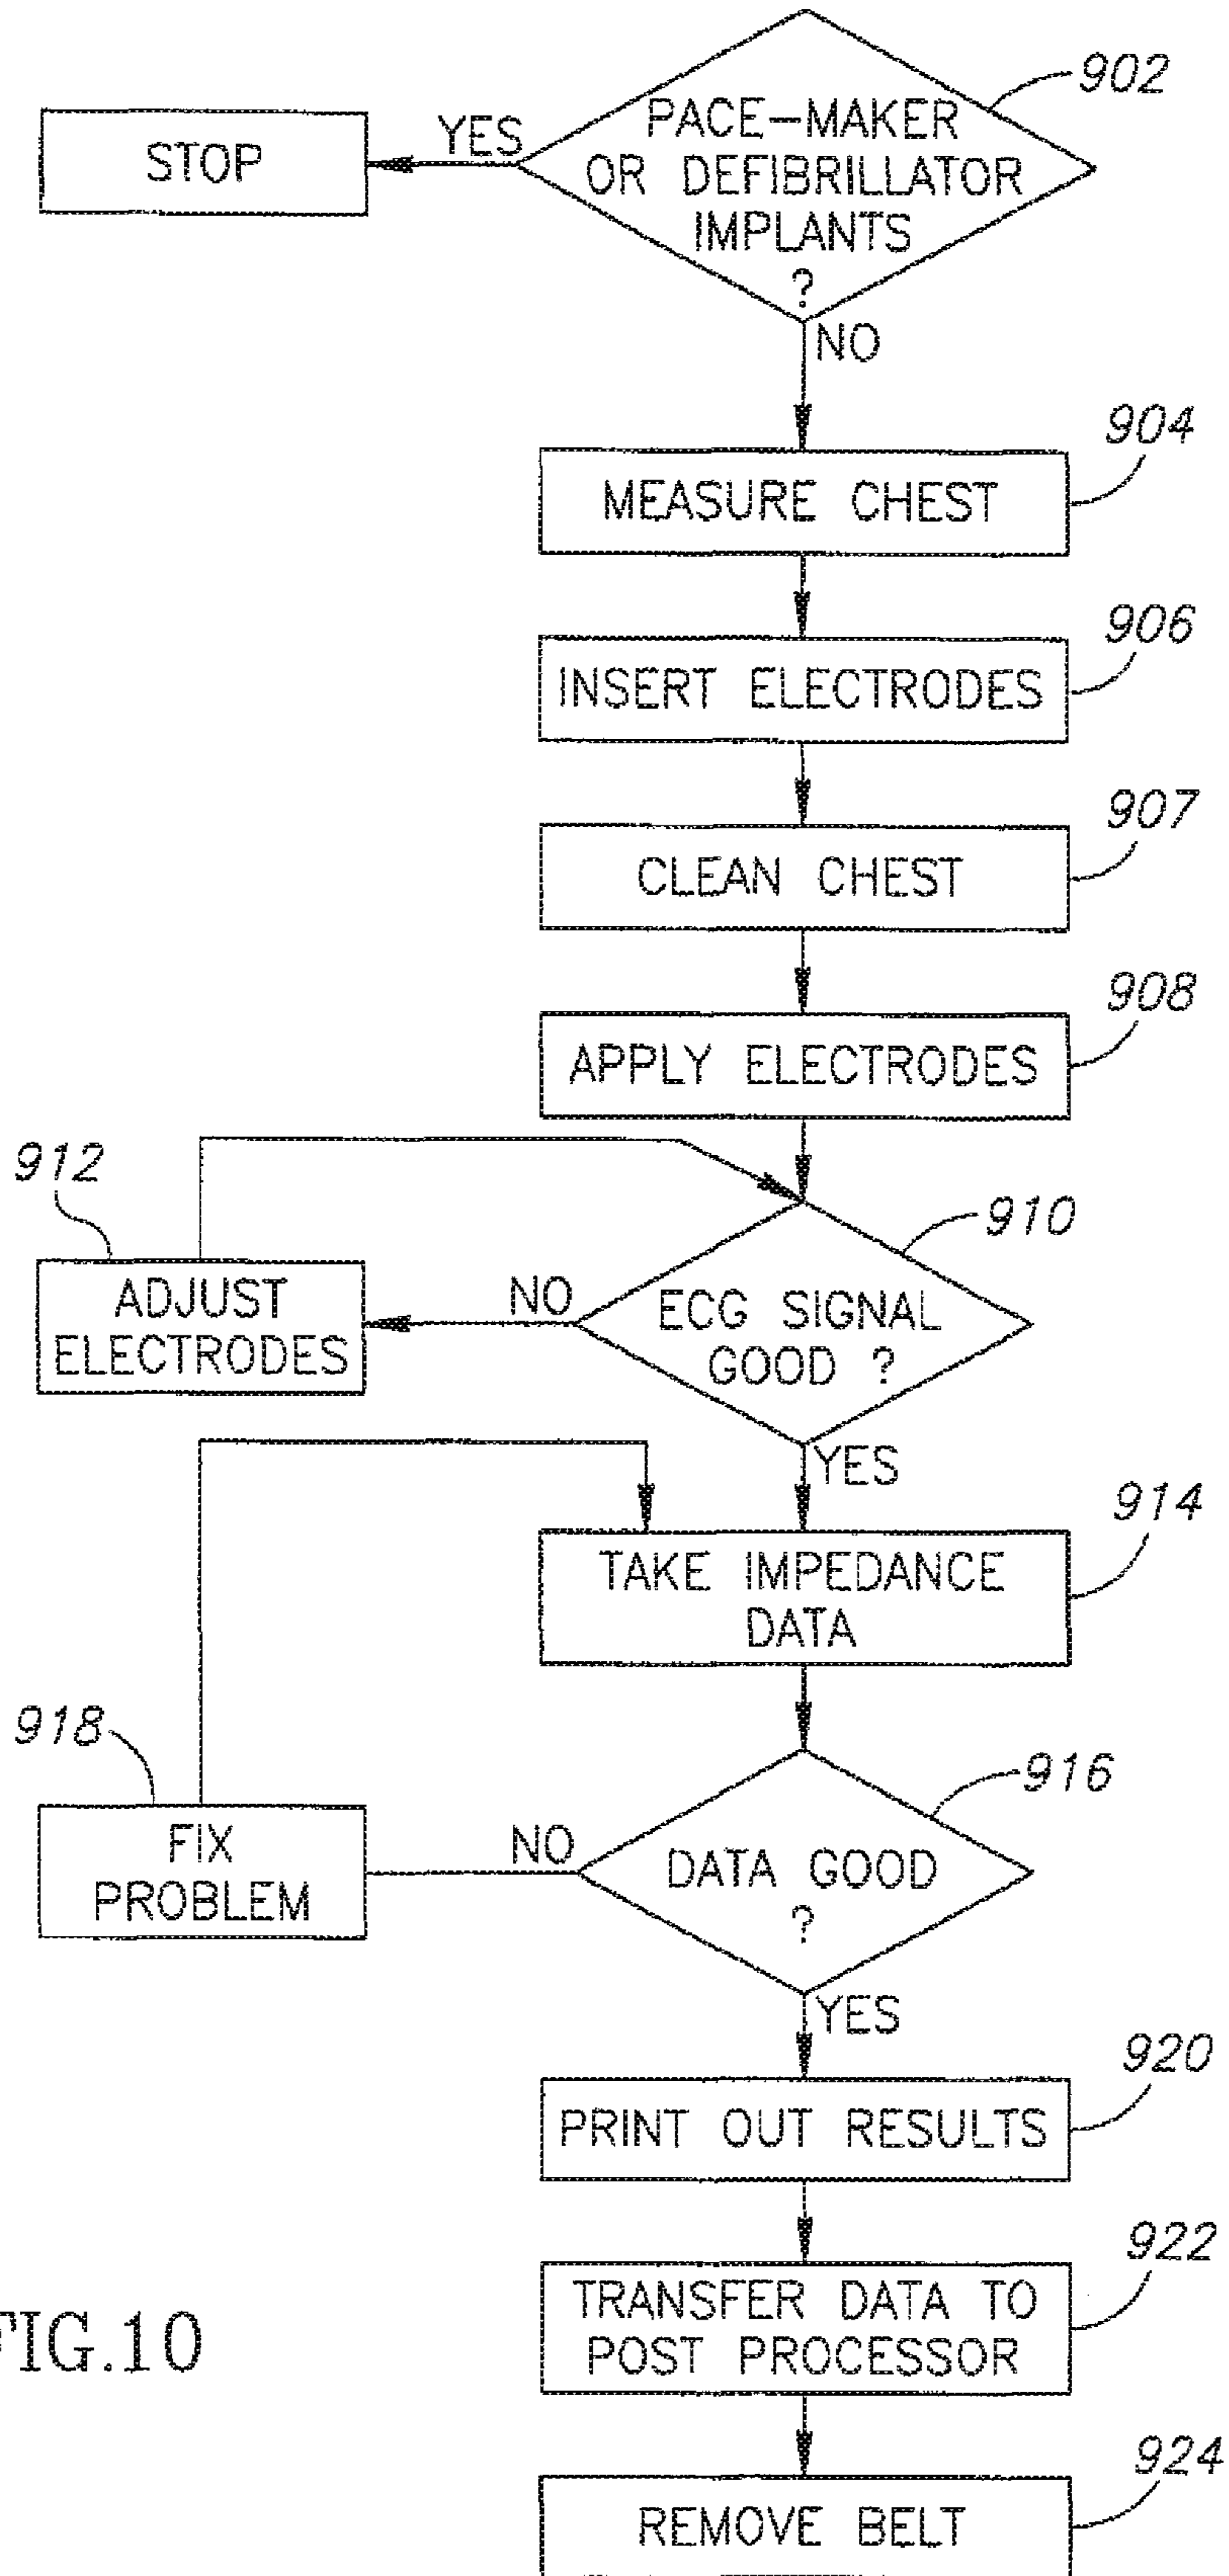 902
PACE-MAKER
OR DEFIBRILLATOR
IMPLANTS
?
YES
STOP
NO
904
MEASURE CHEST
906
INSERT ELECTRODES
907
CLEAN CHEST
908
APPLY ELECTRODES
912
910
ADJUST
ELECTRODES
NO
ECG SIGNAL
GOOD ?
YES
914
TAKE IMPEDANCE
DATA
918
916
FIX
PROBLEM
NO
DATA GOOD
?
YES
920
PRINT OUT RESULTS
922
TRANSFER DATA TO
POST PROCESSOR
FIG.10
924
REMOVE BELT